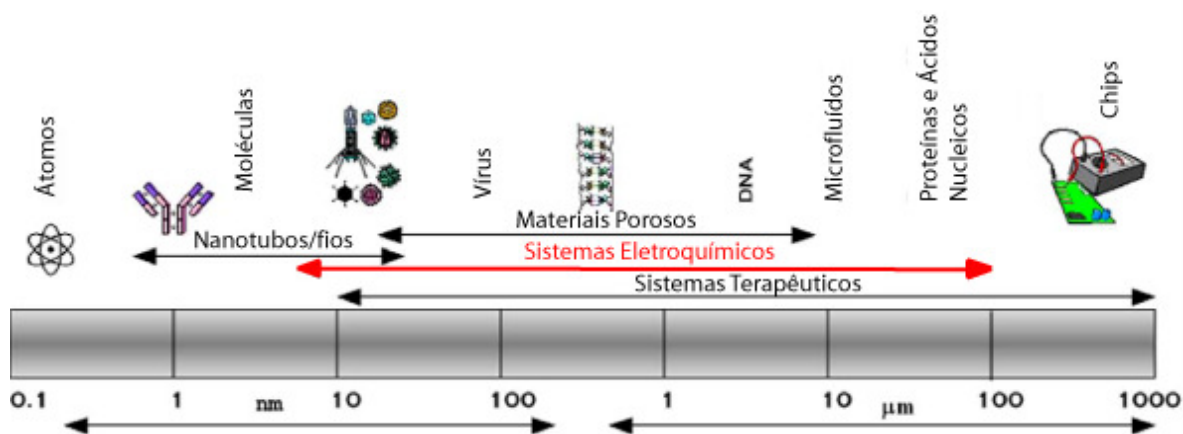 Átomos
Moléculas
Vírus
DNA
Microfluídos
Proteínas e Ácidos
Nucleicos
Chips
Materiais Porosos
Nanotubos/fios
Sistemas Eletroquímicos
Sistemas Terapêuticos
0.1 1 nm 10 100 1 10 μm 100 1000